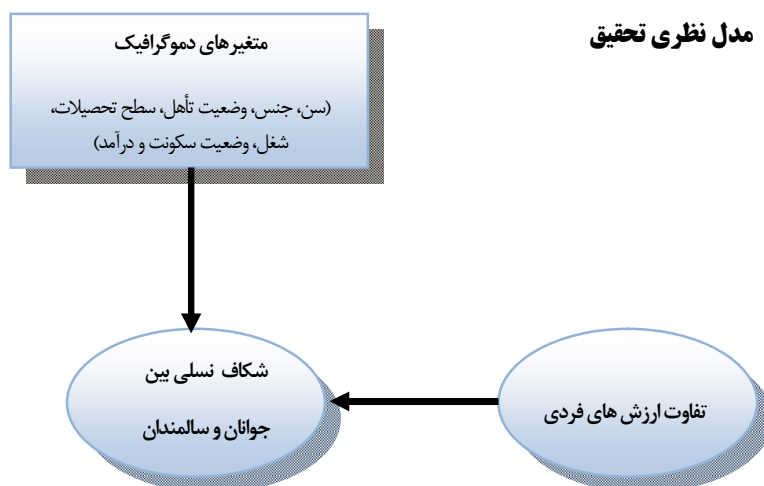 مدل نظری تحقیق
متغیرهای دموگرافیک
(سن، جنس، وضعیت تأهل، سطح تحصیلات،
شغل، وضعیت سکونت و درآمد)
شکاف نسلی بین
جوانان و سالمندان
تفاوت ارزش های فردی